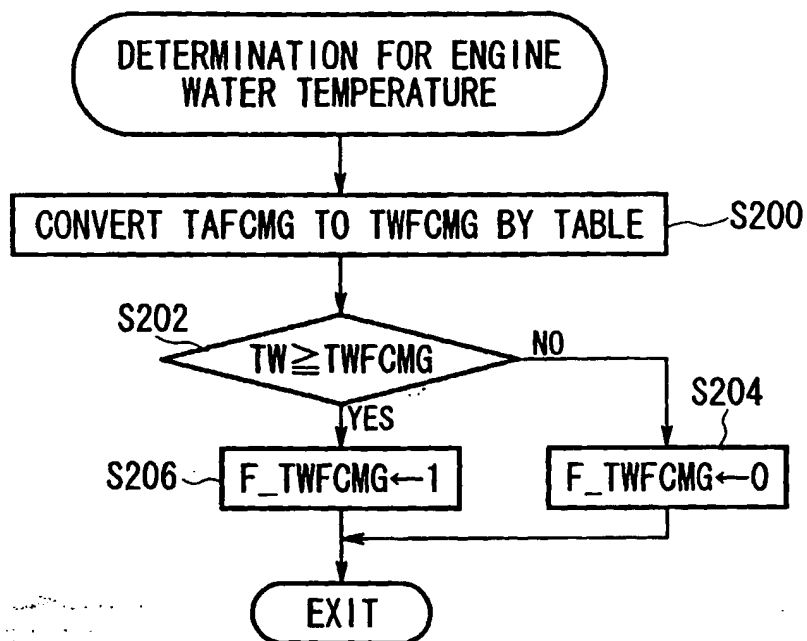 DETERMINATION FOR ENGINE
WATER TEMPERATURE
CONVERT TAFCMG TO TWFCMG BY TABLE
S200
S202
TW≧TWFCMG
NO
YES
S204
S206
F_TWFCMG←1
F_TWFCMG←0
EXIT